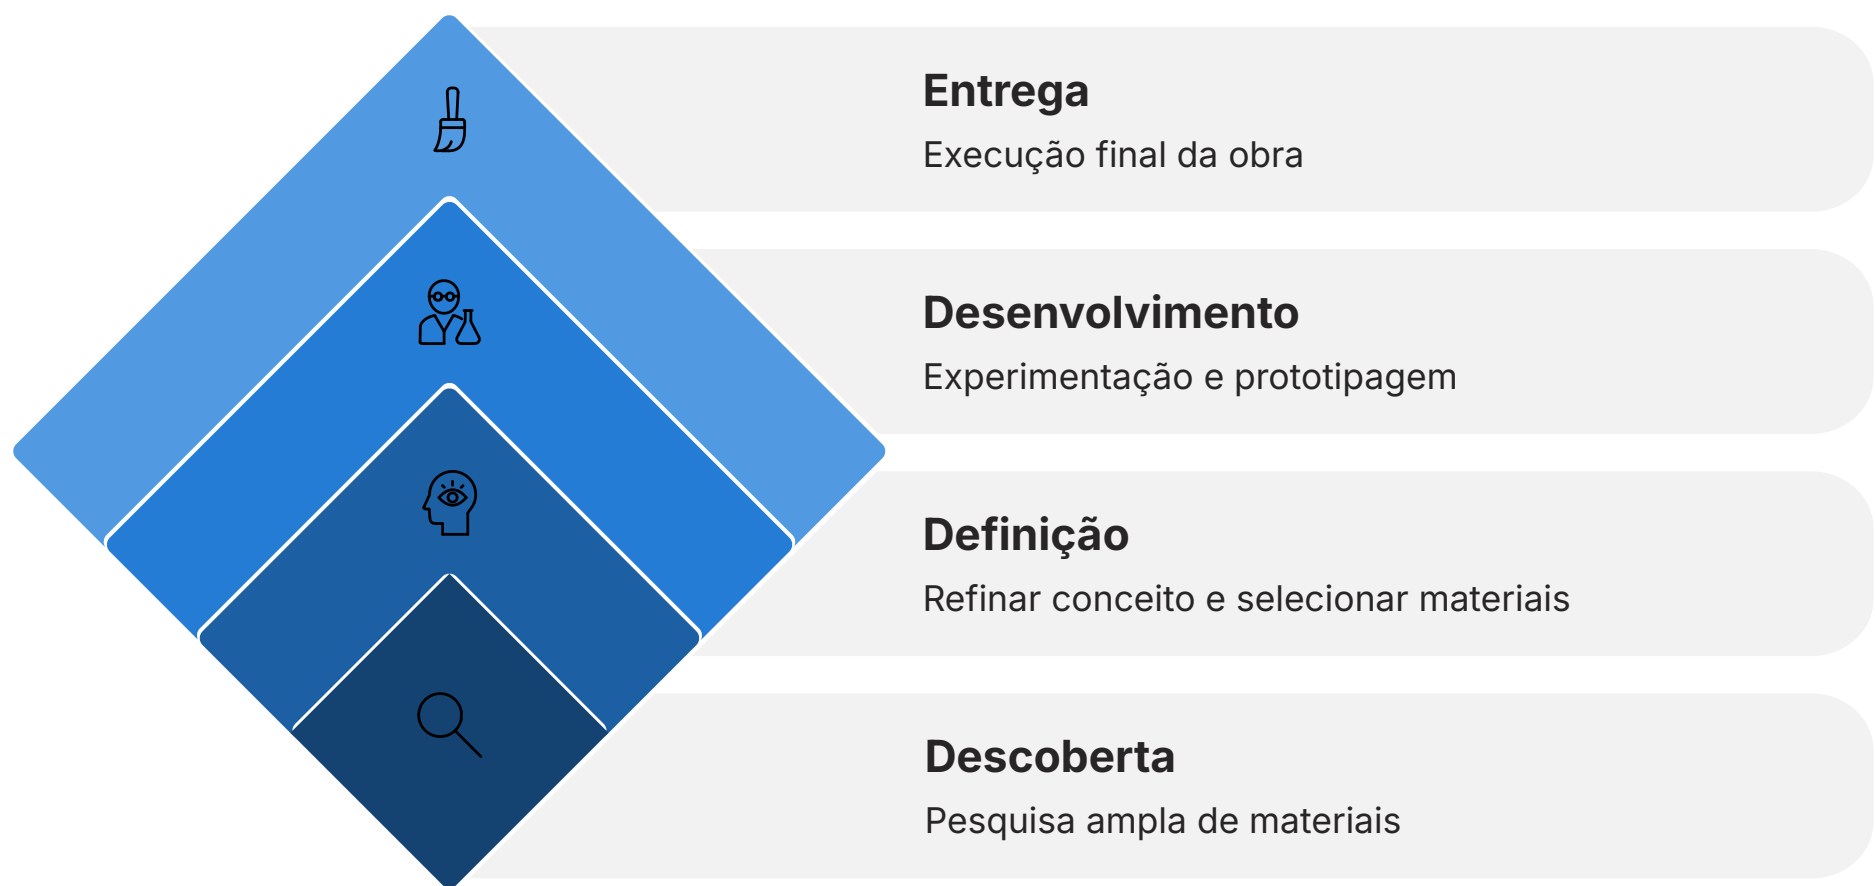 Entrega
Execução final da obra
Desenvolvimento
Experimentação e prototipagem
Definição
Refinar conceito e selecionar materiais
Descoberta
Pesquisa ampla de materiais